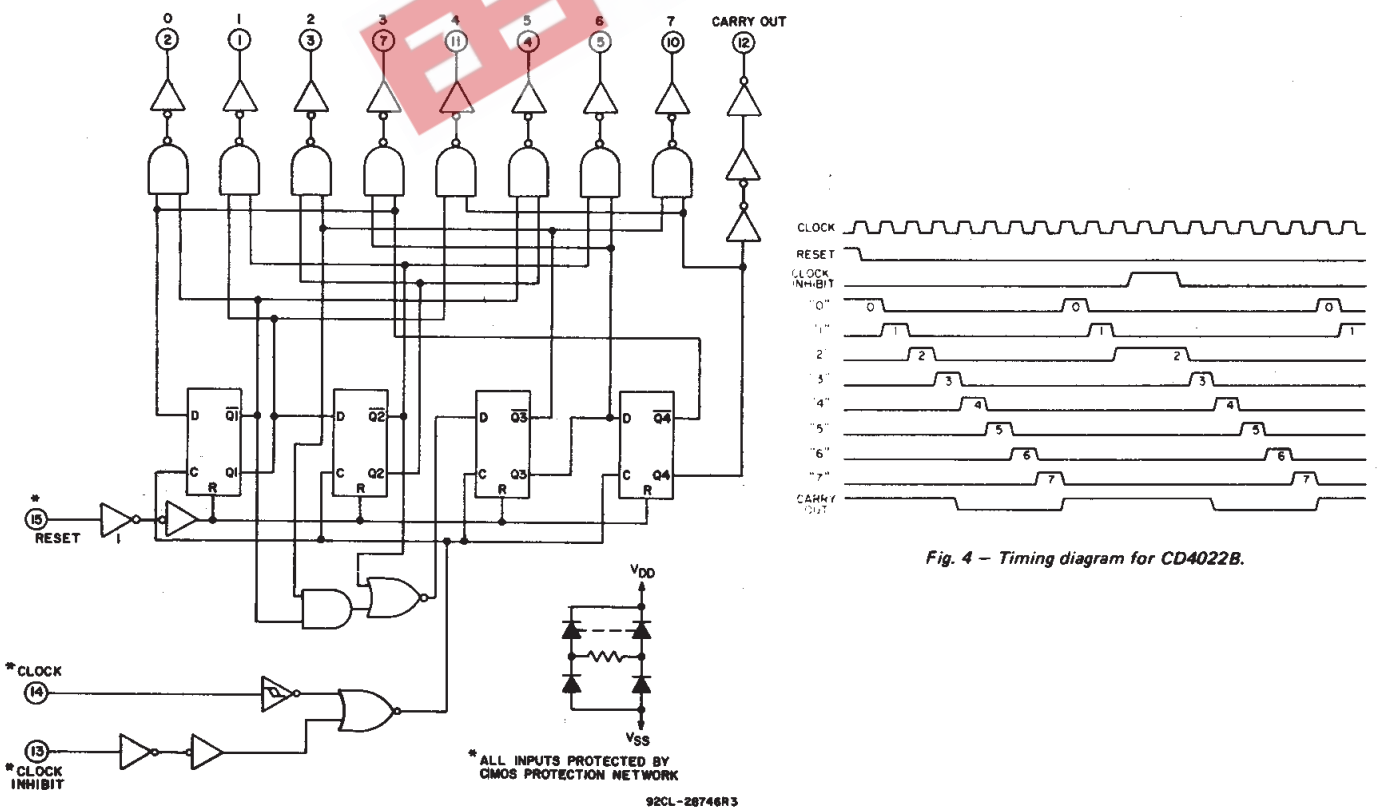 0 1 2 3 4 5 6 7 CARRY OUT
2 1 3 7 11 4 5 10 12
D Q1 D Q2 D Q3 D Q4
C Q1 C Q2 C Q3 C Q4
R R R R
*
15
RESET
1
* CLOCK
14
13
* CLOCK
INHIBIT
VDD
VSS
* ALL INPUTS PROTECTED BY
CMOS PROTECTION NETWORK
92CL-28746R3
CLOCK
RESET
CLOCK
INHIBIT
"0" 0 0 0
"1" 1 1 1
2" 2 2
"3" 3 3
"4" 4 4
"5" 5 5
"6" 6 6
"7" 7 7
CARRY
OUT
Fig. 4 – Timing diagram for CD4022B.